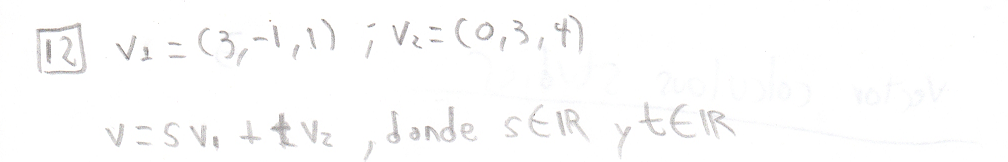 12 V₁ = (3,-1,1) ; V₂ = (0,3,4)
V = S V₁ + t V₂ , donde s∈ℝ y t∈ℝ